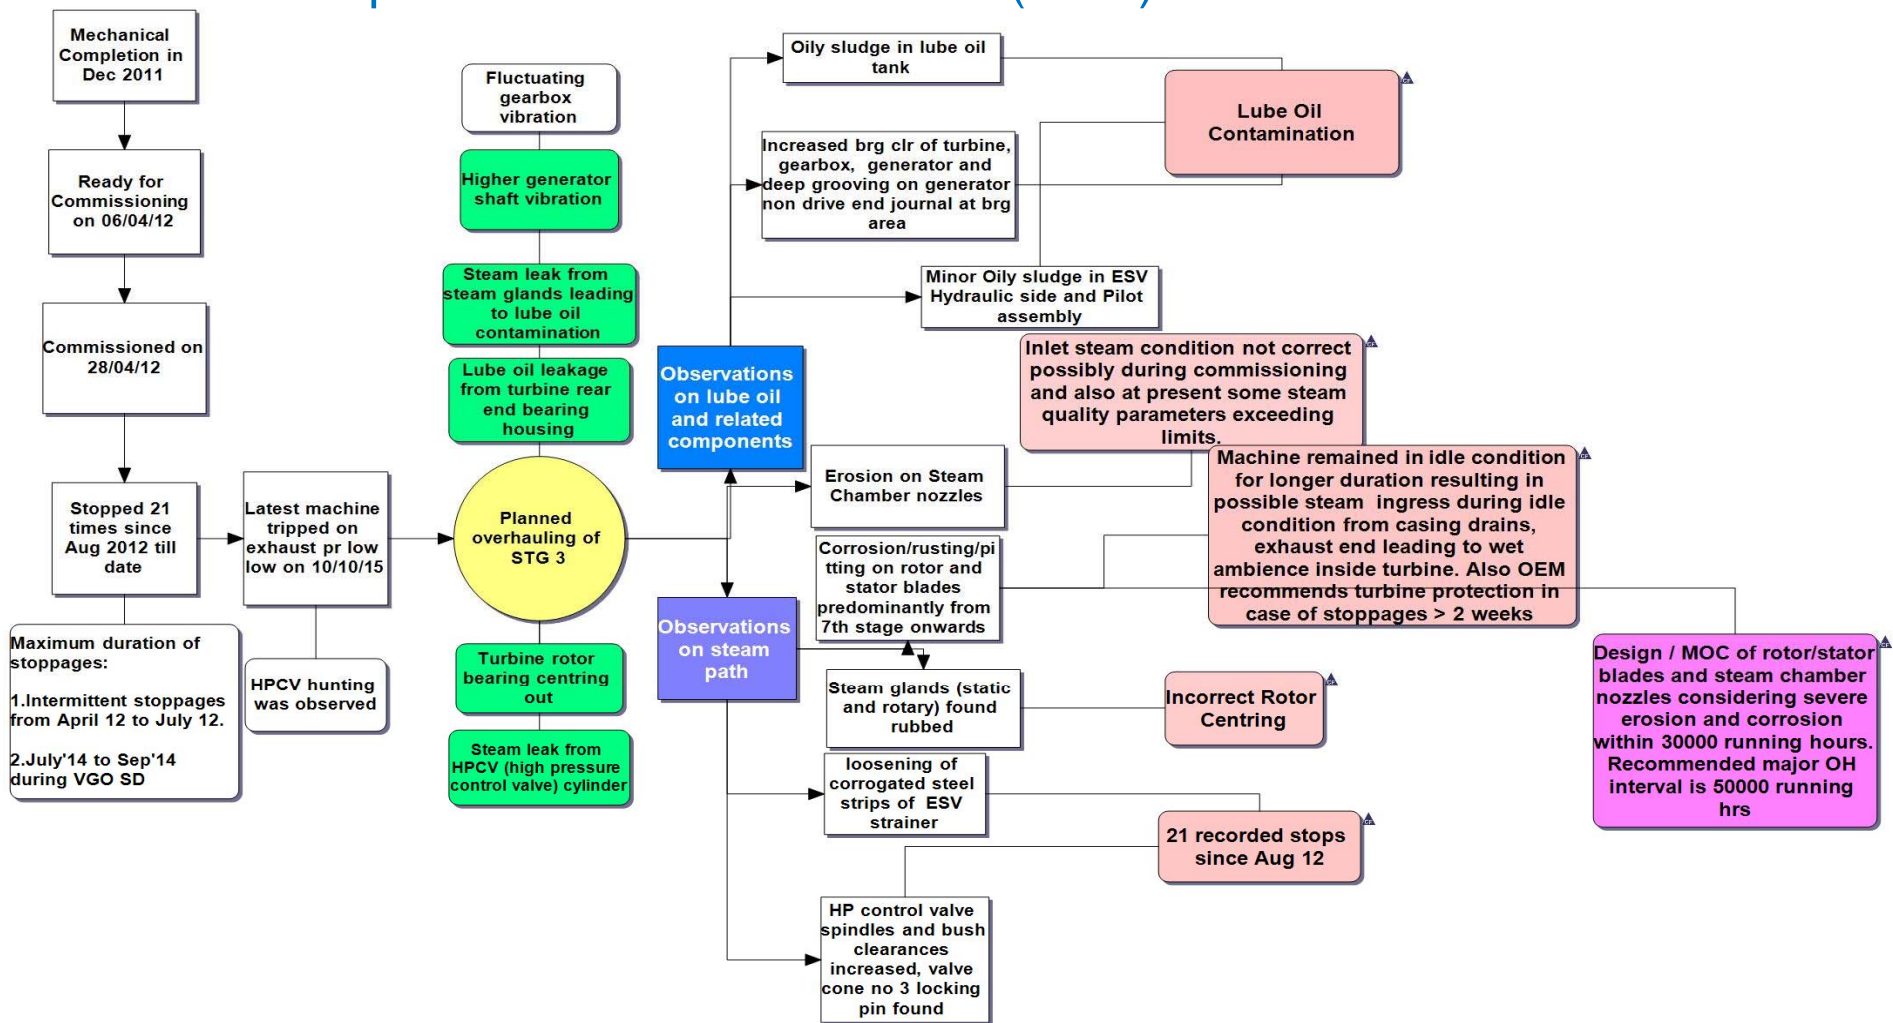 Mechanical
Completion in
Dec 2011
Ready for
Commissioning
on 06/04/12
Commissioned on
28/04/12
Stopped 21
times since
Aug 2012 till
date
Maximum duration of
stoppages:
1.Intermittent stoppages
from April 12 to July 12.
2.July'14 to Sep'14
during VGO SD
Latest machine
tripped on
exhaust pr low
low on 10/10/15
HPCV hunting
was observed
Fluctuating
gearbox
vibration
Higher generator
shaft vibration
Steam leak from
steam glands leading
to lube oil
contamination
Lube oil leakage
from turbine rear
end bearing
housing
Planned
overhauling of
STG 3
Turbine rotor
bearing centring
out
Steam leak from
HPCV (high pressure
control valve) cylinder
Observations
on lube oil
and related
components
Observations
on steam
path
Oily sludge in lube oil
tank
Increased brg clr of turbine,
gearbox, generator and
deep grooving on generator
non drive end journal at brg
area
Minor Oily sludge in ESV
Hydraulic side and Pilot
assembly
Lube Oil
Contamination
Erosion on Steam
Chamber nozzles
Corrosion/rusting/pi
tting on rotor and
stator blades
predominantly from
7th stage onwards
Steam glands (static
and rotary) found
rubbed
loosening of
corrogated steel
strips of ESV
strainer
HP control valve
spindles and bush
clearances
increased, valve
cone no 3 locking
pin found
Inlet steam condition not correct
possibly during commissioning
and also at present some steam
quality parameters exceeding
limits.
Machine remained in idle condition
for longer duration resulting in
possible steam ingress during idle
condition from casing drains,
exhaust end leading to wet
ambience inside turbine. Also OEM
recommends turbine protection in
case of stoppages > 2 weeks
Incorrect Rotor
Centring
21 recorded stops
since Aug 12
Design / MOC of rotor/stator
blades and steam chamber
nozzles considering severe
erosion and corrosion
within 30000 running hours.
Recommended major OH
interval is 50000 running
hrs